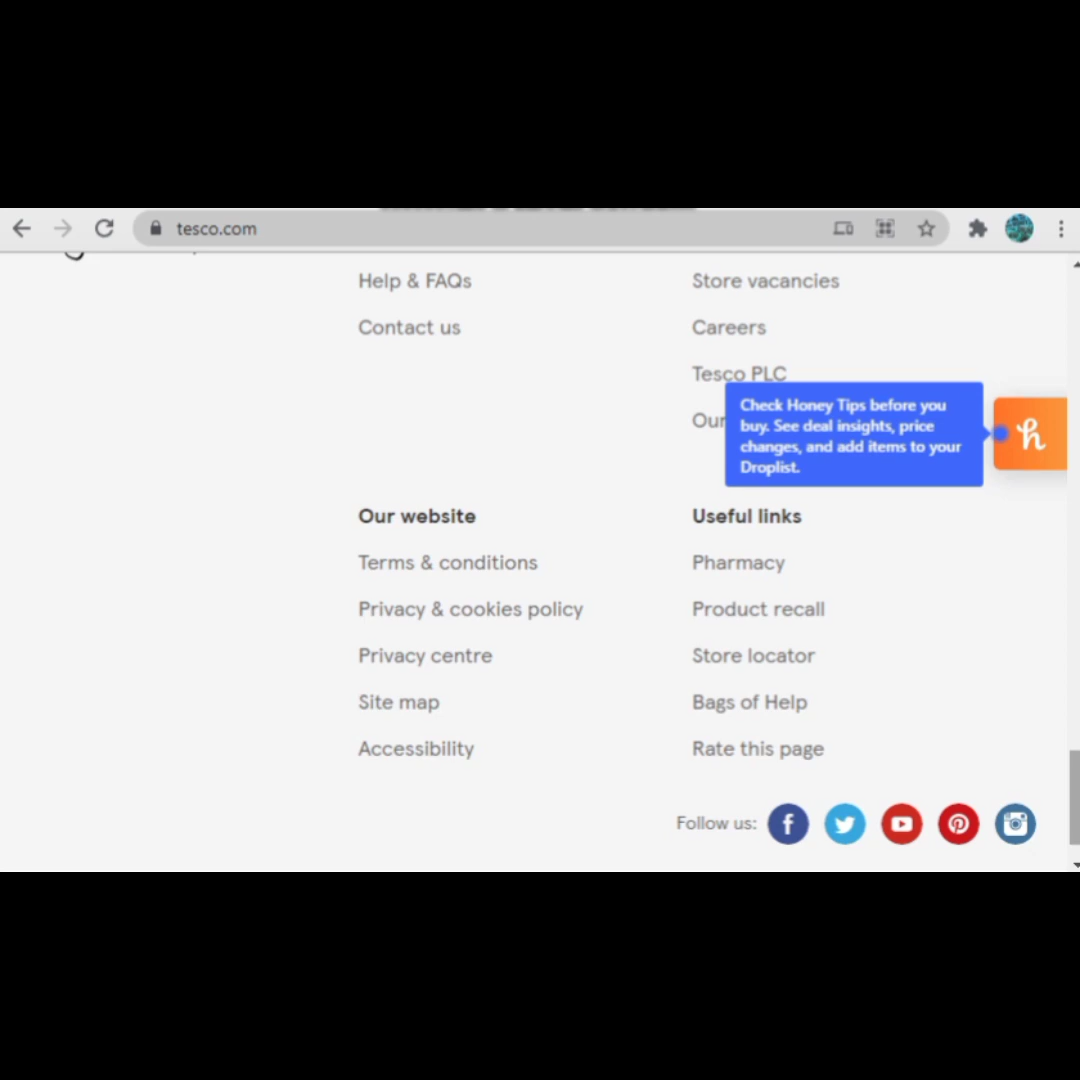 tesco.com
Help & FAQs
Contact us
Store vacancies
Careers
Tesco PLC
Check Honey Tips before you
buy. See deal insights, price
changes, and add items to your
Droplist.
h
Our website
Terms & conditions
Privacy & cookies policy
Privacy centre
Site map
Accessibility
Useful links
Pharmacy
Product recall
Store locator
Bags of Help
Rate this page
Follow us: